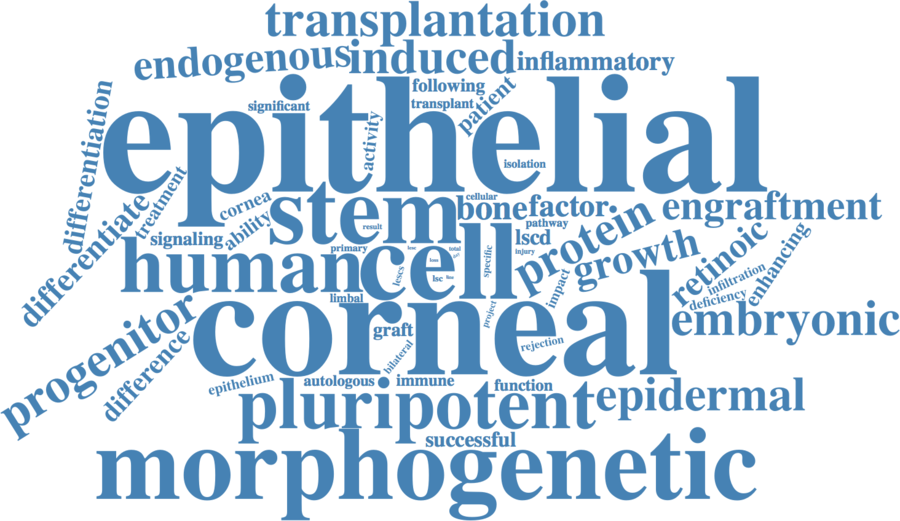 transplantation
endogenous
induced
inflammatory
following
patient
significant
transplant
differentiation
activity
epithelial
isolation
treatment
cornea
cellular
stem
bone
factor
engraftment
differentiate
ability
result
pathway
protein
signaling
lscd
retinoic
enhancing
primary
total
injury
human
cell
specific
growth
infiltration
lescs
lsc
impact
deficiency
limbal
progenitor
corneal
project
embryonic
graft
difference
bilateral
rejection
epithelium
autologous
immune
function
pluripotent
epidermal
successful
morphogenetic